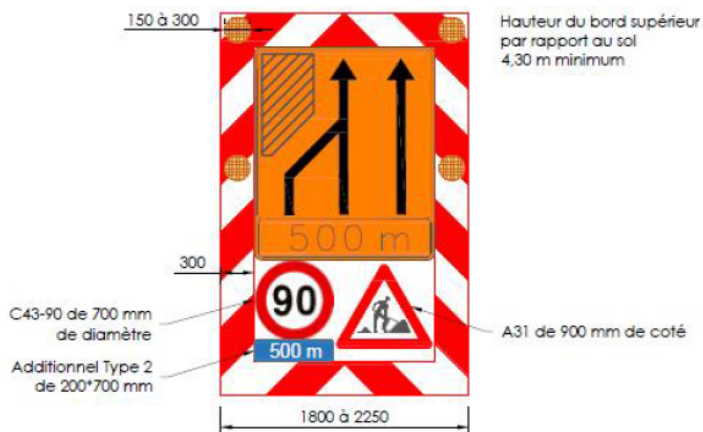 150 à 300
Hauteur du bord supérieur
par rapport au sol
4,30 m minimum
500 m
300
90
C43-90 de 700 mm
de diamètre
A31 de 900 mm de coté
500 m
Additionnel Type 2
de 200*700 mm
1800 à 2250